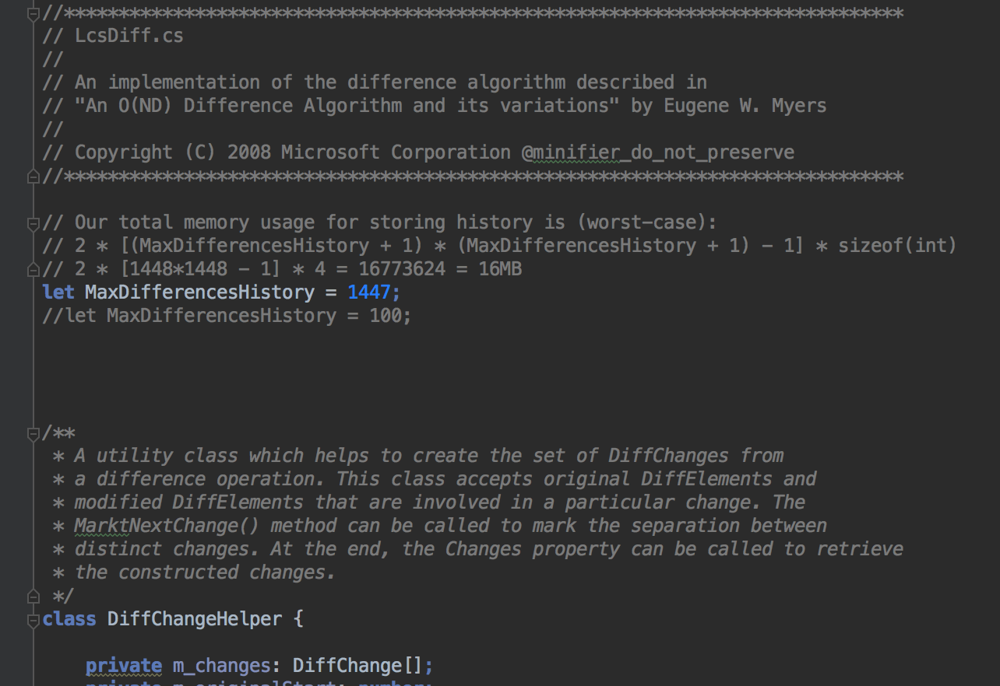 //*****************************************************************************
// LcsDiff.cs
//
// An implementation of the difference algorithm described in
// "An O(ND) Difference Algorithm and its variations" by Eugene W. Myers
//
// Copyright (C) 2008 Microsoft Corporation @minifier_do_not_preserve
//*****************************************************************************
// Our total memory usage for storing history is (worst-case):
// 2 * [(MaxDifferencesHistory + 1) * (MaxDifferencesHistory + 1) - 1] * sizeof(int)
// 2 * [1448*1448 - 1] * 4 = 16773624 = 16MB
let MaxDifferencesHistory = 1447;
//let MaxDifferencesHistory = 100;
/**
 * A utility class which helps to create the set of DiffChanges from
 * a difference operation. This class accepts original DiffElements and
 * modified DiffElements that are involved in a particular change. The
 * MarktNextChange() method can be called to mark the separation between
 * distinct changes. At the end, the Changes property can be called to retrieve
 * the constructed changes.
 */
class DiffChangeHelper {
    private m_changes: DiffChange[];
    private m_originalStart: number;